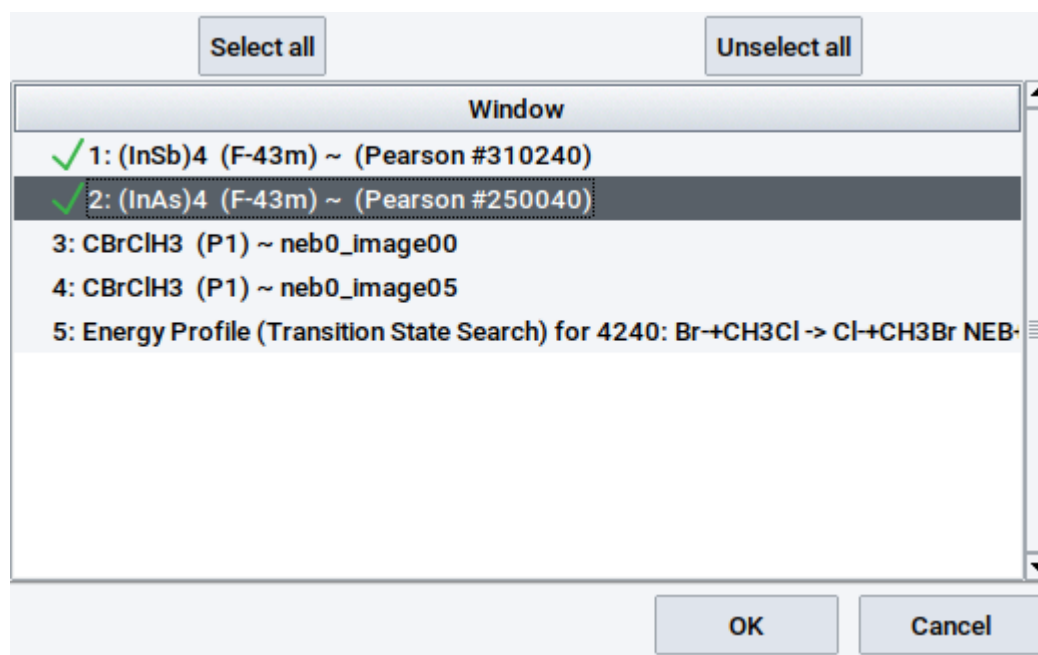 Select all Unselect all
Window
1: (InSb)4 (F-43m) ~ (Pearson #310240)
2: (InAs)4 (F-43m) ~ (Pearson #250040)
3: CBrClH3 (P1) ~ neb0_image00
4: CBrClH3 (P1) ~ neb0_image05
5: Energy Profile (Transition State Search) for 4240: Br-+CH3Cl -> Cl-+CH3Br NEB+
OK Cancel